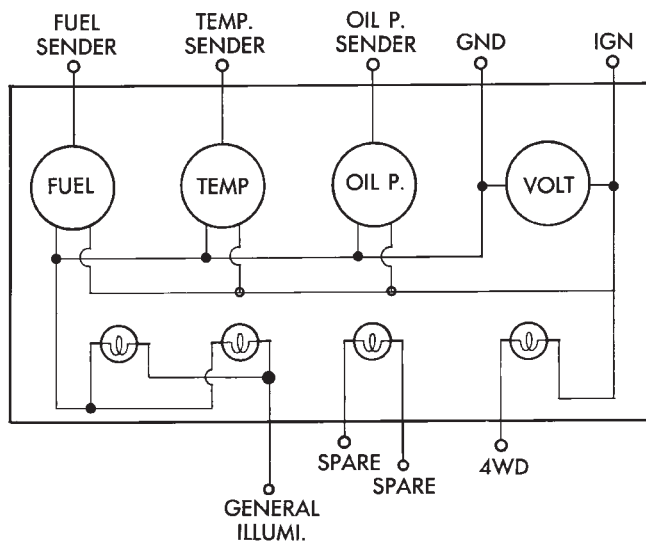 FUEL
SENDER
TEMP.
SENDER
OIL P.
SENDER
GND
IGN
FUEL
TEMP
OIL P.
VOLT
SPARE
SPARE
4WD
GENERAL
ILLUMI.